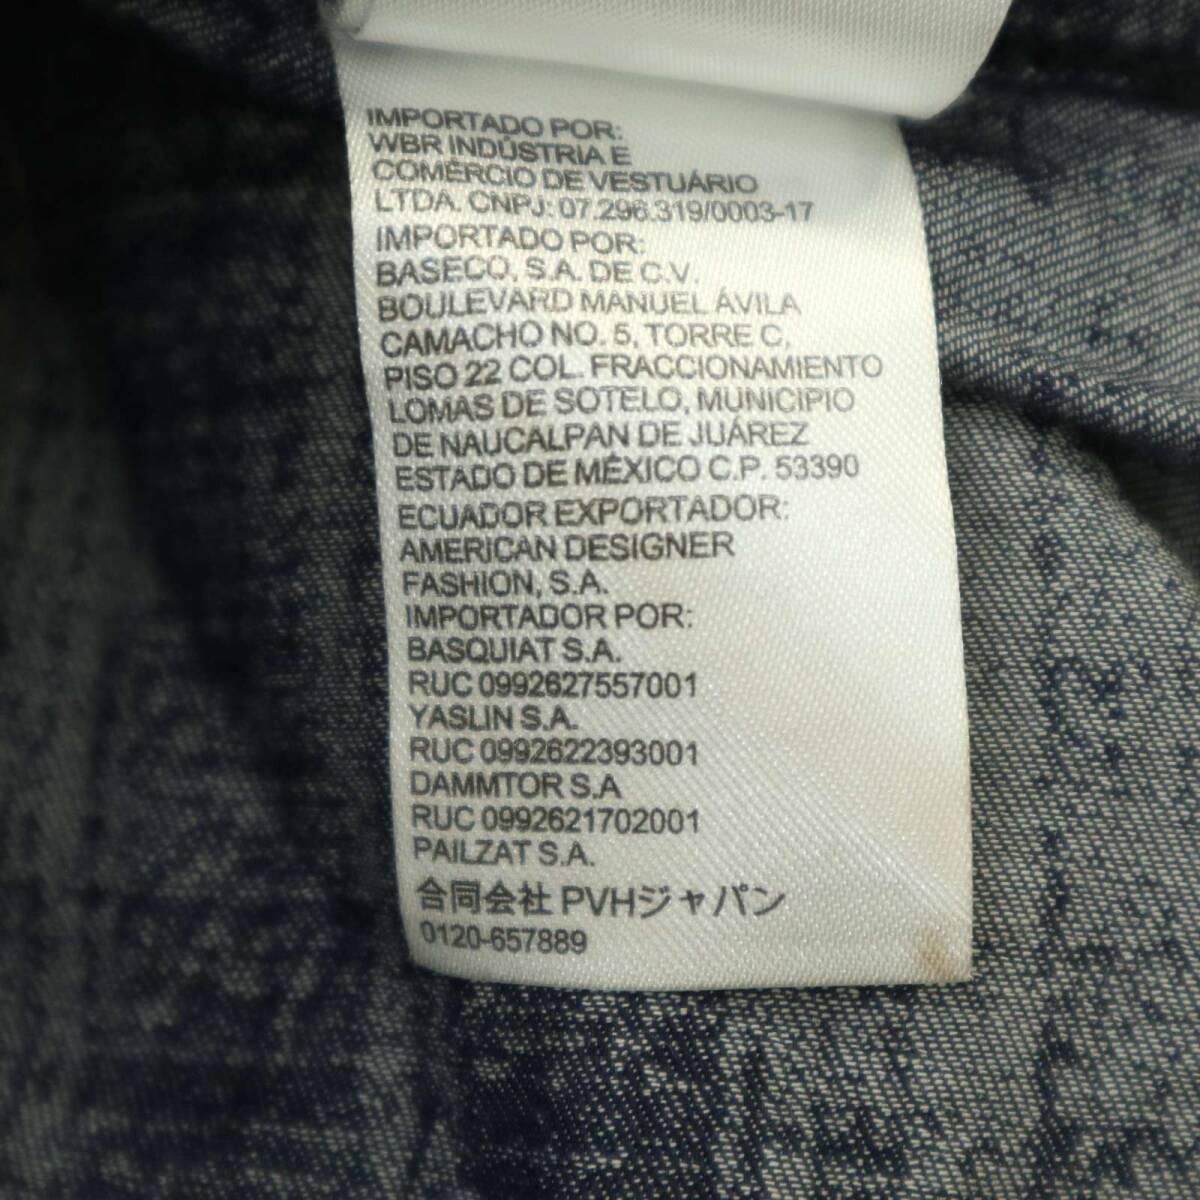 IMPORTADO POR:
WBR INDÚSTRIA E
COMÉRCIO DE VESTUÁRIO
LTDA. CNPJ: 07.296.319/0003-17
IMPORTADO POR:
BASECO, S.A. DE C.V.
BOULEVARD MANUEL ÁVILA
CAMACHO NO. 5, TORRE C,
PISO 22 COL. FRACCIONAMIENTO
LOMAS DE SOTELO, MUNICIPIO
DE NAUCALPAN DE JUÁREZ
ESTADO DE MÉXICO C.P. 53390
ECUADOR EXPORTADOR:
AMERICAN DESIGNER
FASHION, S.A.
IMPORTADOR POR:
BASQUIAT S.A.
RUC 0992627557001
YASLIN S.A.
RUC 0992622393001
DAMMTOR S.A
RUC 0992621702001
PAILZAT S.A.
合同会社 PVHジャパン
0120-657889